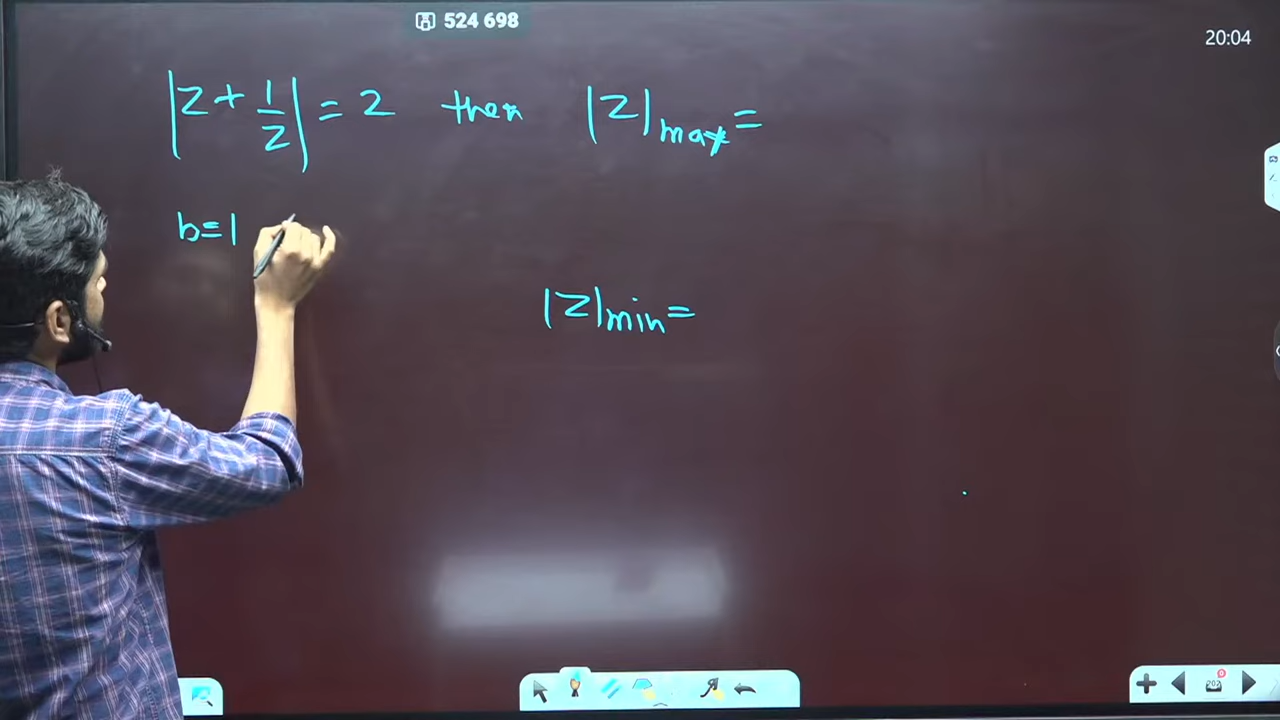 524 698
20:04
|z + 1/z| = 2 then |z|max =
b=1
|z|min=